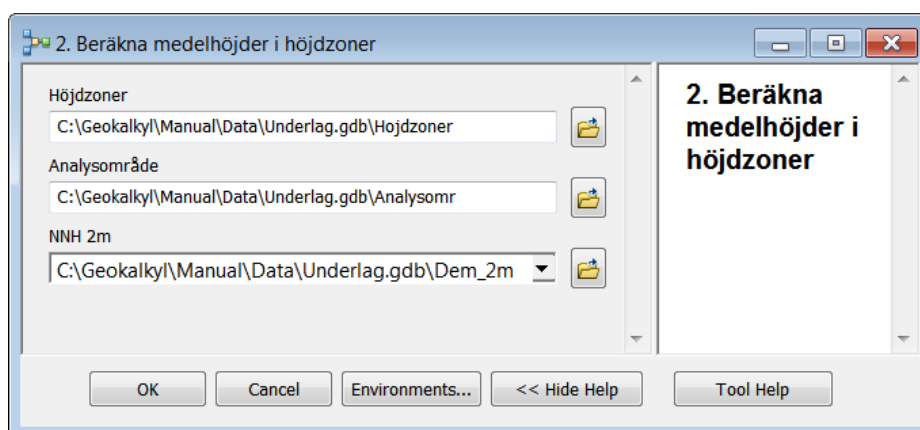 2. Beräkna medelhöjder i höjdzoner
Höjdzoner
C:\Geokalkyl\Manual\Data\Underlag.gdb\Hojdzoner
Analysområde
C:\Geokalkyl\Manual\Data\Underlag.gdb\Analysomr
NNH 2m
C:\Geokalkyl\Manual\Data\Underlag.gdb\Dem_2m
2. Beräkna
medelhöjder i
höjdzoner
OK
Cancel
Environments...
<< Hide Help
Tool Help